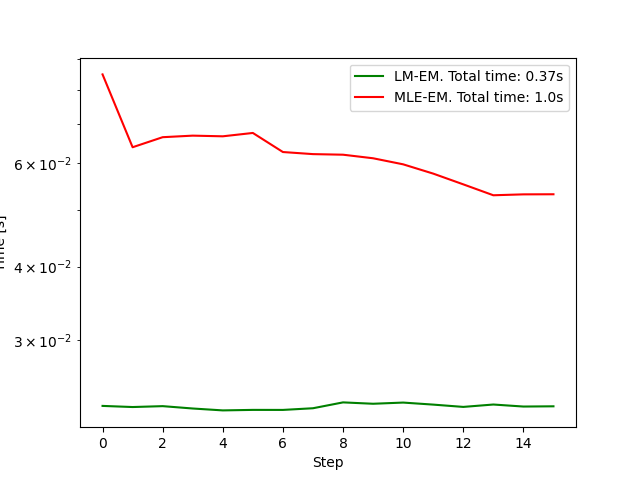 LM-EM. Total time: 0.37s
MLE-EM. Total time: 1.0s
6 × 10⁻²
4 × 10⁻²
3 × 10⁻²
0 2 4 6 8 10 12 14
Step